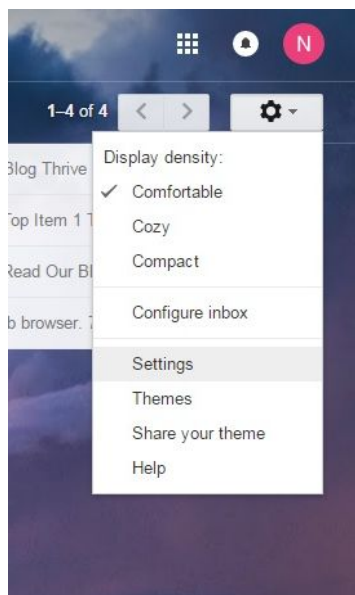 N
1–4 of 4
Blog Thrive
Top Item 1 T
Read Our Bl
b browser. 7
Display density:
✓ Comfortable
Cozy
Compact
Configure inbox
Settings
Themes
Share your theme
Help